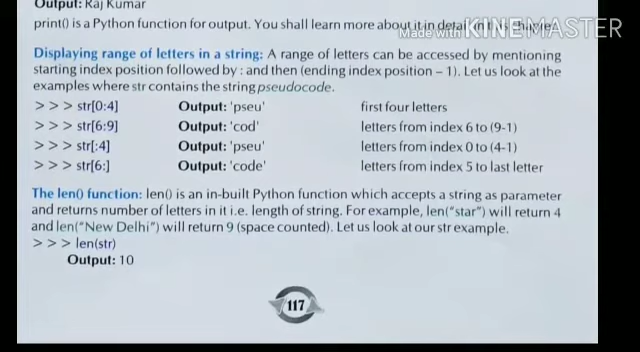 Output: Raj Kumar
print() is a Python function for output. You shall learn more about it in detail in this chapter.
Made with KINEMASTER
Displaying range of letters in a string: A range of letters can be accessed by mentioning
starting index position followed by : and then (ending index position – 1). Let us look at the
examples where str contains the string pseudocode.
> > > str[0:4] Output: 'pseu' first four letters
> > > str[6:9] Output: 'cod' letters from index 6 to (9-1)
> > > str[:4] Output: 'pseu' letters from index 0 to (4-1)
> > > str[6:] Output: 'code' letters from index 5 to last letter
The len() function: len() is an in-built Python function which accepts a string as parameter
and returns number of letters in it i.e. length of string. For example, len("star") will return 4
and len("New Delhi") will return 9 (space counted). Let us look at our str example.
> > > len(str)
Output: 10
117